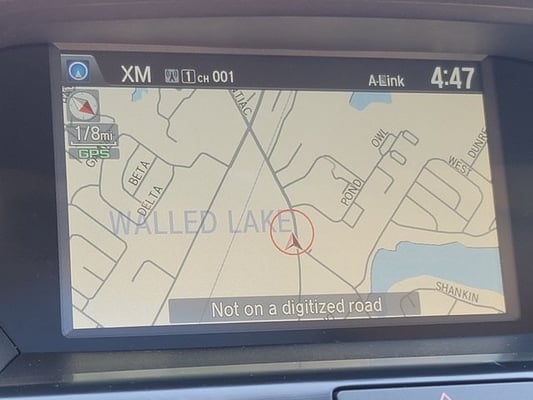 XM 1 CH 001 A-Link 4:47
1/8mi
GPS
BETA
DELTA
OWL
POND
WALLED LAKE
SHANKIN
Not on a digitized road